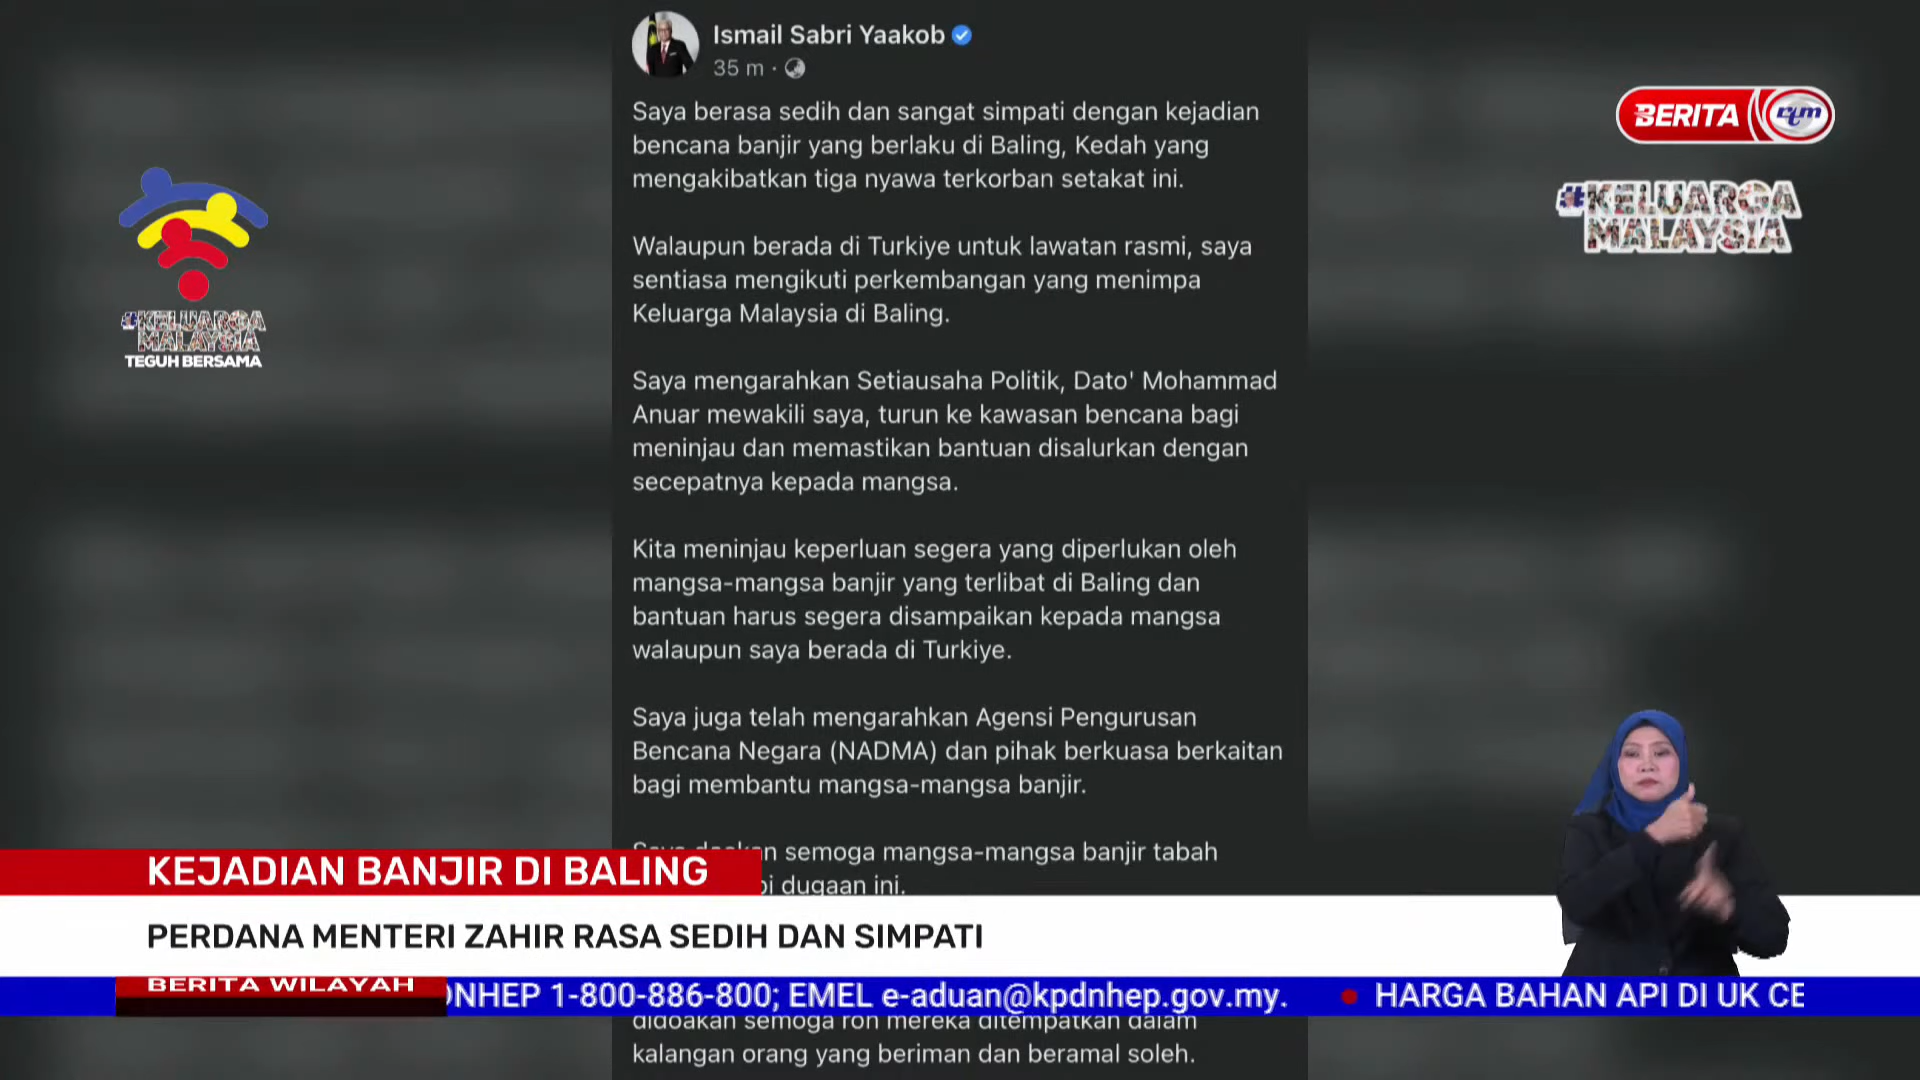 Ismail Sabri Yaakob
35 m ·
Saya berasa sedih dan sangat simpati dengan kejadian
bencana banjir yang berlaku di Baling, Kedah yang
mengakibatkan tiga nyawa terkorban setakat ini.
Walaupun berada di Turkiye untuk lawatan rasmi, saya
sentiasa mengikuti perkembangan yang menimpa
Keluarga Malaysia di Baling.
Saya mengarahkan Setiausaha Politik, Dato' Mohammad
Anuar mewakili saya, turun ke kawasan bencana bagi
meninjau dan memastikan bantuan disalurkan dengan
secepatnya kepada mangsa.
Kita meninjau keperluan segera yang diperlukan oleh
mangsa-mangsa banjir yang terlibat di Baling dan
bantuan harus segera disampaikan kepada mangsa
walaupun saya berada di Turkiye.
Saya juga telah mengarahkan Agensi Pengurusan
Bencana Negara (NADMA) dan pihak berkuasa berkaitan
bagi membantu mangsa-mangsa banjir.
semoga mangsa-mangsa banjir tabah
dugaan ini.
didoakan semoga roh mereka ditempatkan dalam
kalangan orang yang beriman dan beramal soleh.
BERITA rtm
#KELUARGA
MALAYSIA
#KELUARGA
MALAYSIA
TEGUH BERSAMA
KEJADIAN BANJIR DI BALING
PERDANA MENTERI ZAHIR RASA SEDIH DAN SIMPATI
BERITA WILAYAH
DNHEP 1-800-886-800; EMEL e-aduan@kpdnhep.gov.my. HARGA BAHAN API DI UK CE